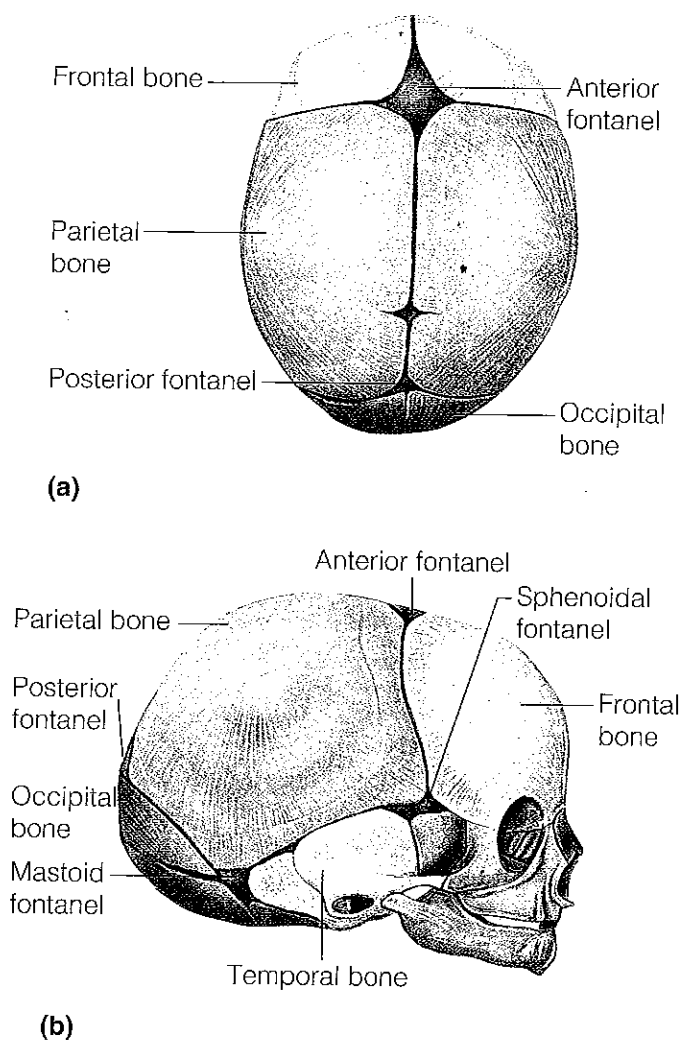 Frontal bone
Anterior
fontanel
Parietal
bone
Posterior fontanel
Occipital
bone
(a)
Anterior fontanel
Sphenoidal
fontanel
Parietal bone
Posterior
fontanel
Frontal
bone
Occipital
bone
Mastoid
fontanel
Temporal bone
(b)